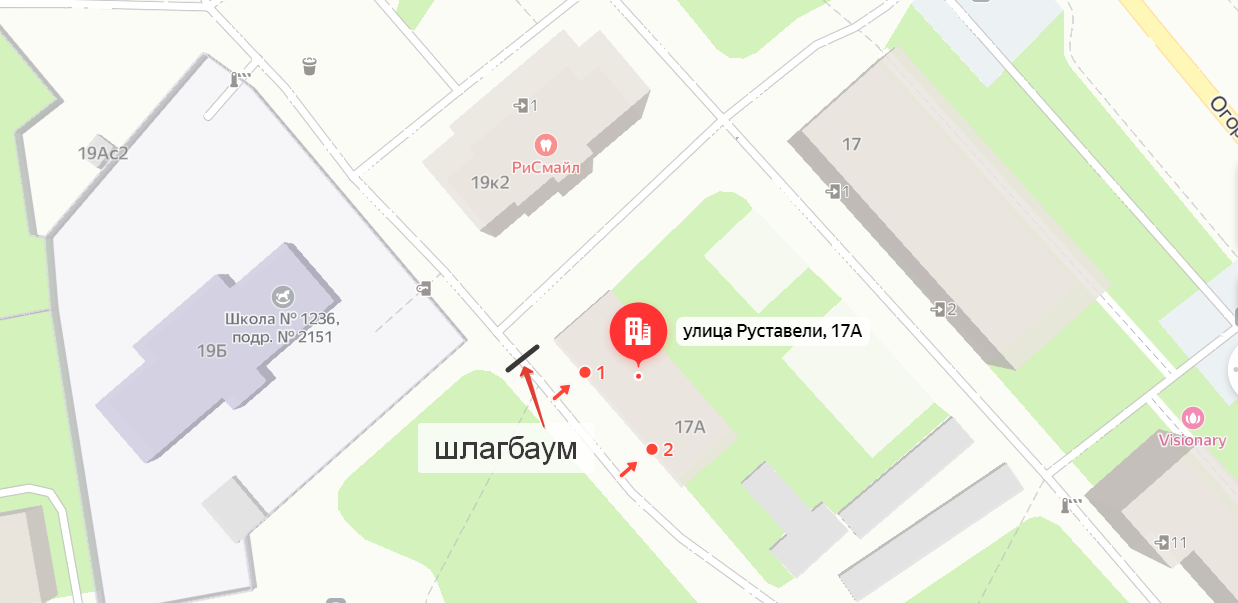 Огор
1
17
19Ас2
РиСмайл
19к2
1
Школа № 1236,
подр. № 2151
19Б
улица Руставели, 17А
2
1
17А
2
шлагбаум
Visionary
11